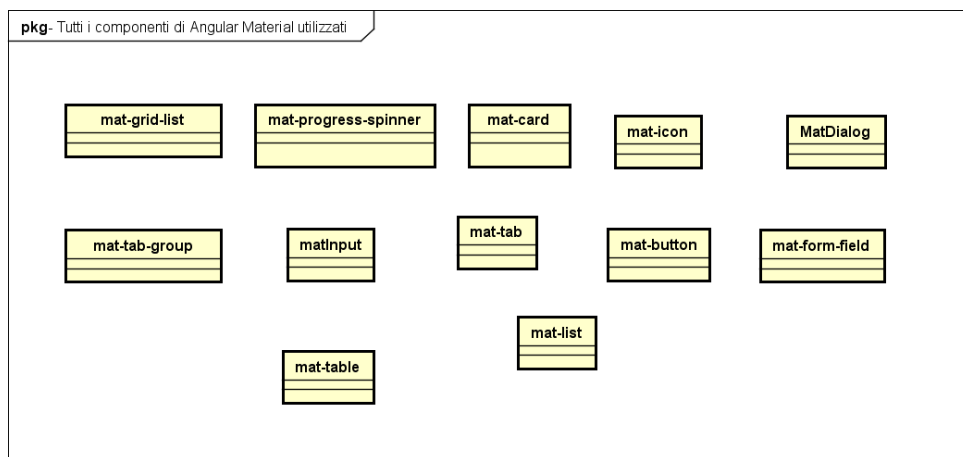 pkg- Tutti i componenti di Angular Material utilizzati
mat-grid-list
mat-progress-spinner
mat-card
mat-icon
MatDialog
mat-tab-group
matInput
mat-tab
mat-button
mat-form-field
mat-list
mat-table